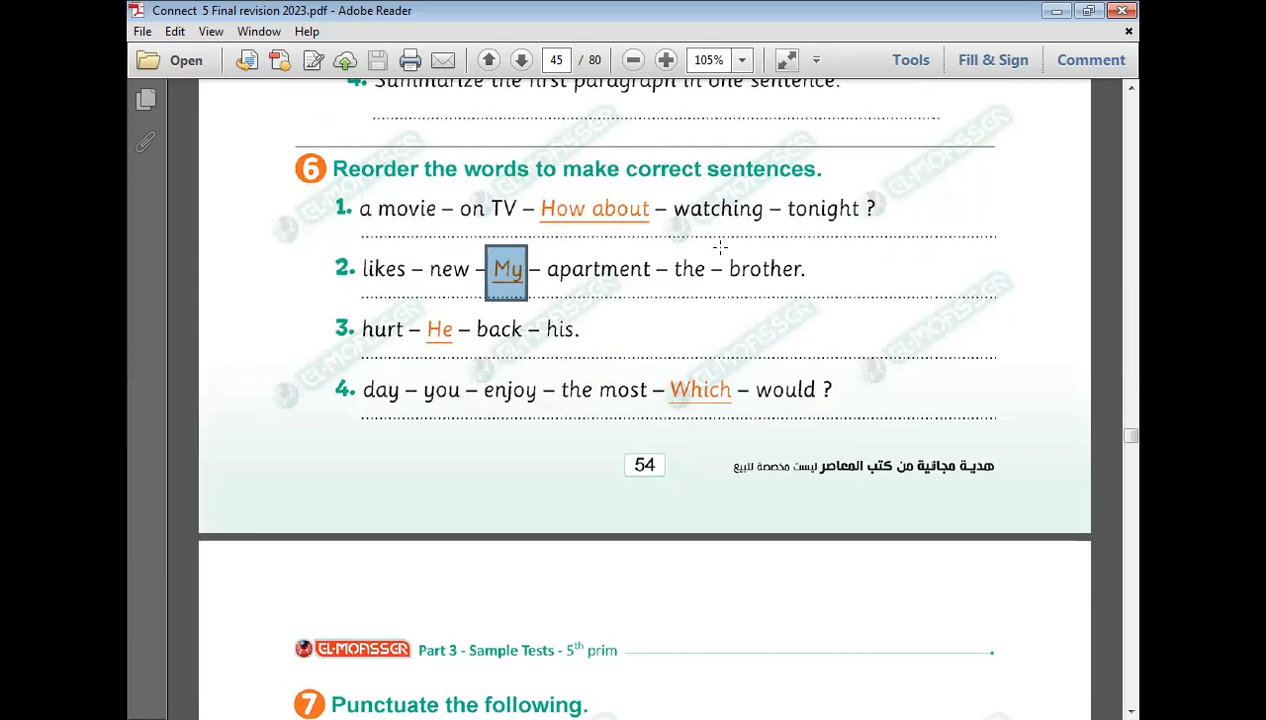 Connect 5 Final revision 2023.pdf - Adobe Reader
File Edit View Window Help
Open 45 / 80 105% Tools Fill & Sign Comment
4. Summarize the first paragraph in one sentence.
6 Reorder the words to make correct sentences.
1. a movie – on TV – How about – watching – tonight ?
2. likes – new – My – apartment – the – brother.
3. hurt – He – back – his.
4. day – you – enjoy – the most – Which – would ?
54
هدية مجانية من كتب المعاصر ليست مخصصة للبيع
EL-MOASSER Part 3 - Sample Tests - 5th prim
7 Punctuate the following.